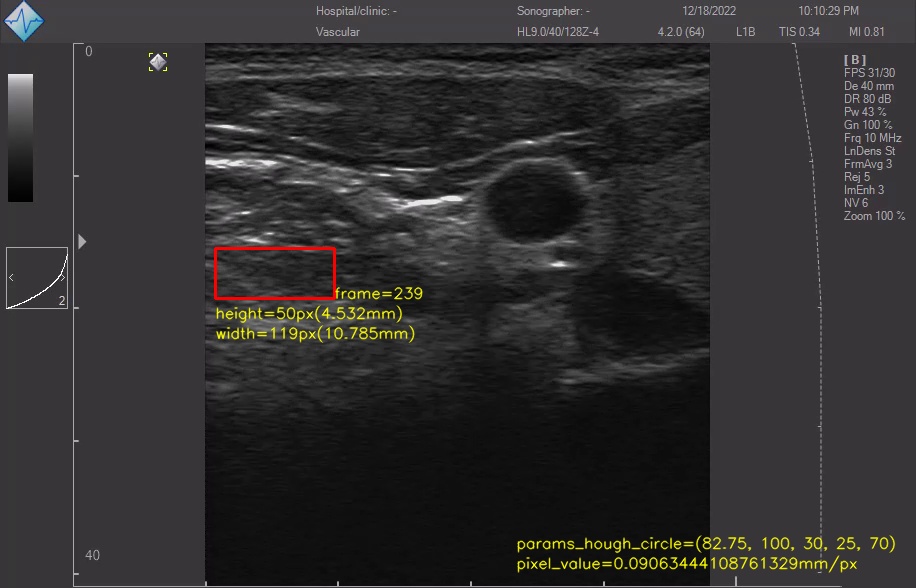 Hospital/clinic: - Sonographer: - 12/18/2022 10:10:29 PM
Vascular HL9.0/40/128Z-4 4.2.0 (64) L1B TIS 0.34 MI 0.81
0
[ B ]
FPS 31/30
De 40 mm
DR 80 dB
Pw 43 %
Gn 100 %
Frq 10 MHz
LnDens St
FrmAvg 3
Rej 5
ImEnh 3
NV 6
Zoom 100 %
2
frame=239
height=50px(4.532mm)
width=119px(10.785mm)
40
params_hough_circle=(82.75, 100, 30, 25, 70)
pixel_value=0.09063444108761329mm/px